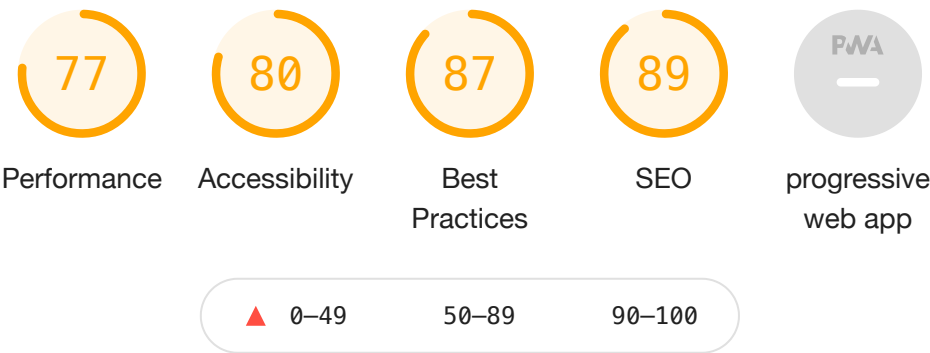 77 80 87 89 PWA
Performance Accessibility Best Practices SEO progressive web app
0–49 50–89 90–100